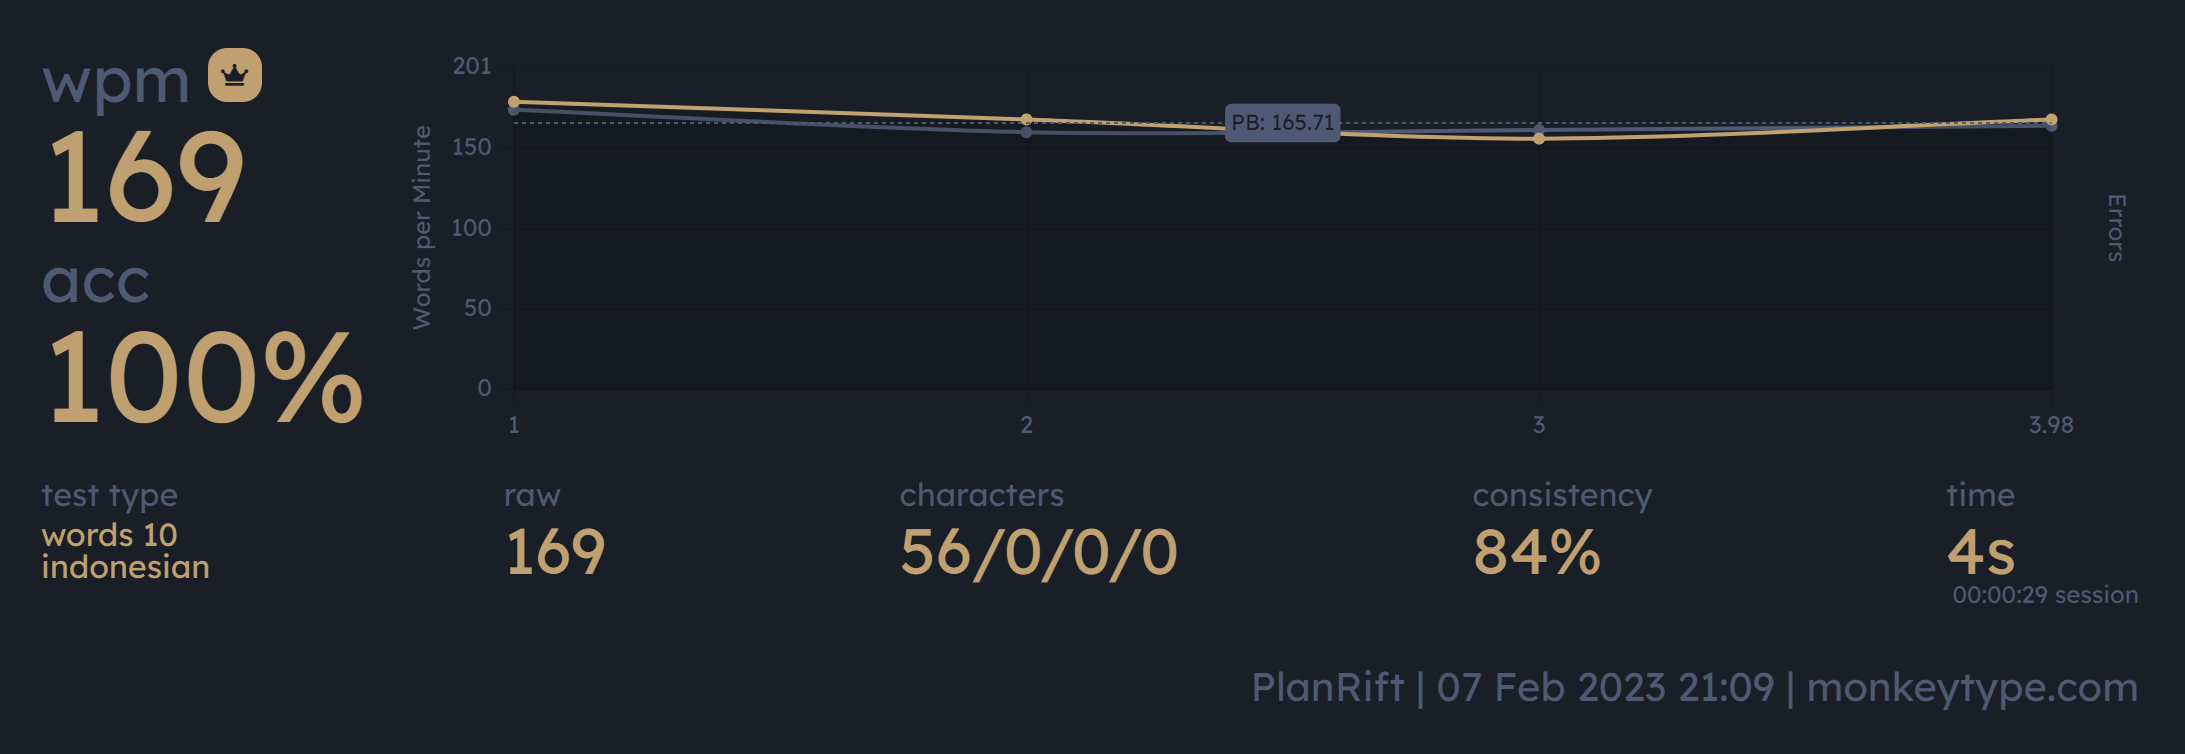 wpm
169
acc
100%
Words per Minute
201
150
100
50
0
PB: 165.71
1
2
3
3.98
Errors
test type
words 10
indonesian
raw
169
characters
56/0/0/0
consistency
84%
time
4s
00:00:29 session
PlanRift | 07 Feb 2023 21:09 | monkeytype.com